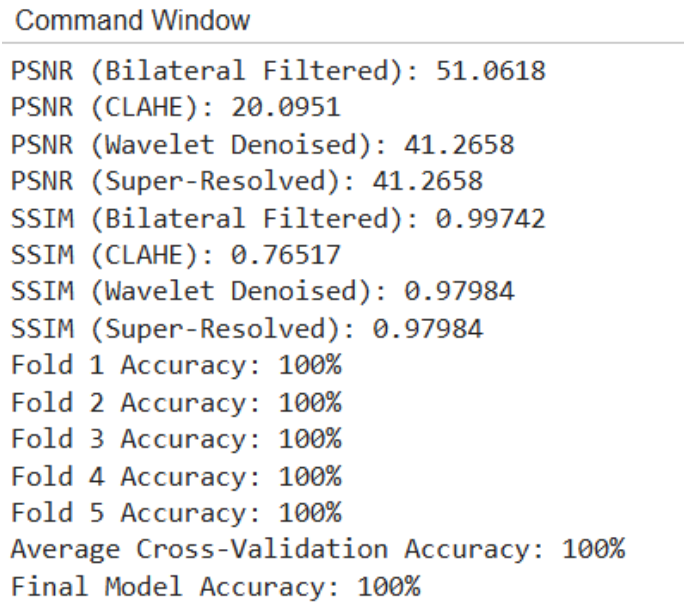 Command Window
PSNR (Bilateral Filtered): 51.0618
PSNR (CLAHE): 20.0951
PSNR (Wavelet Denoised): 41.2658
PSNR (Super-Resolved): 41.2658
SSIM (Bilateral Filtered): 0.99742
SSIM (CLAHE): 0.76517
SSIM (Wavelet Denoised): 0.97984
SSIM (Super-Resolved): 0.97984
Fold 1 Accuracy: 100%
Fold 2 Accuracy: 100%
Fold 3 Accuracy: 100%
Fold 4 Accuracy: 100%
Fold 5 Accuracy: 100%
Average Cross-Validation Accuracy: 100%
Final Model Accuracy: 100%